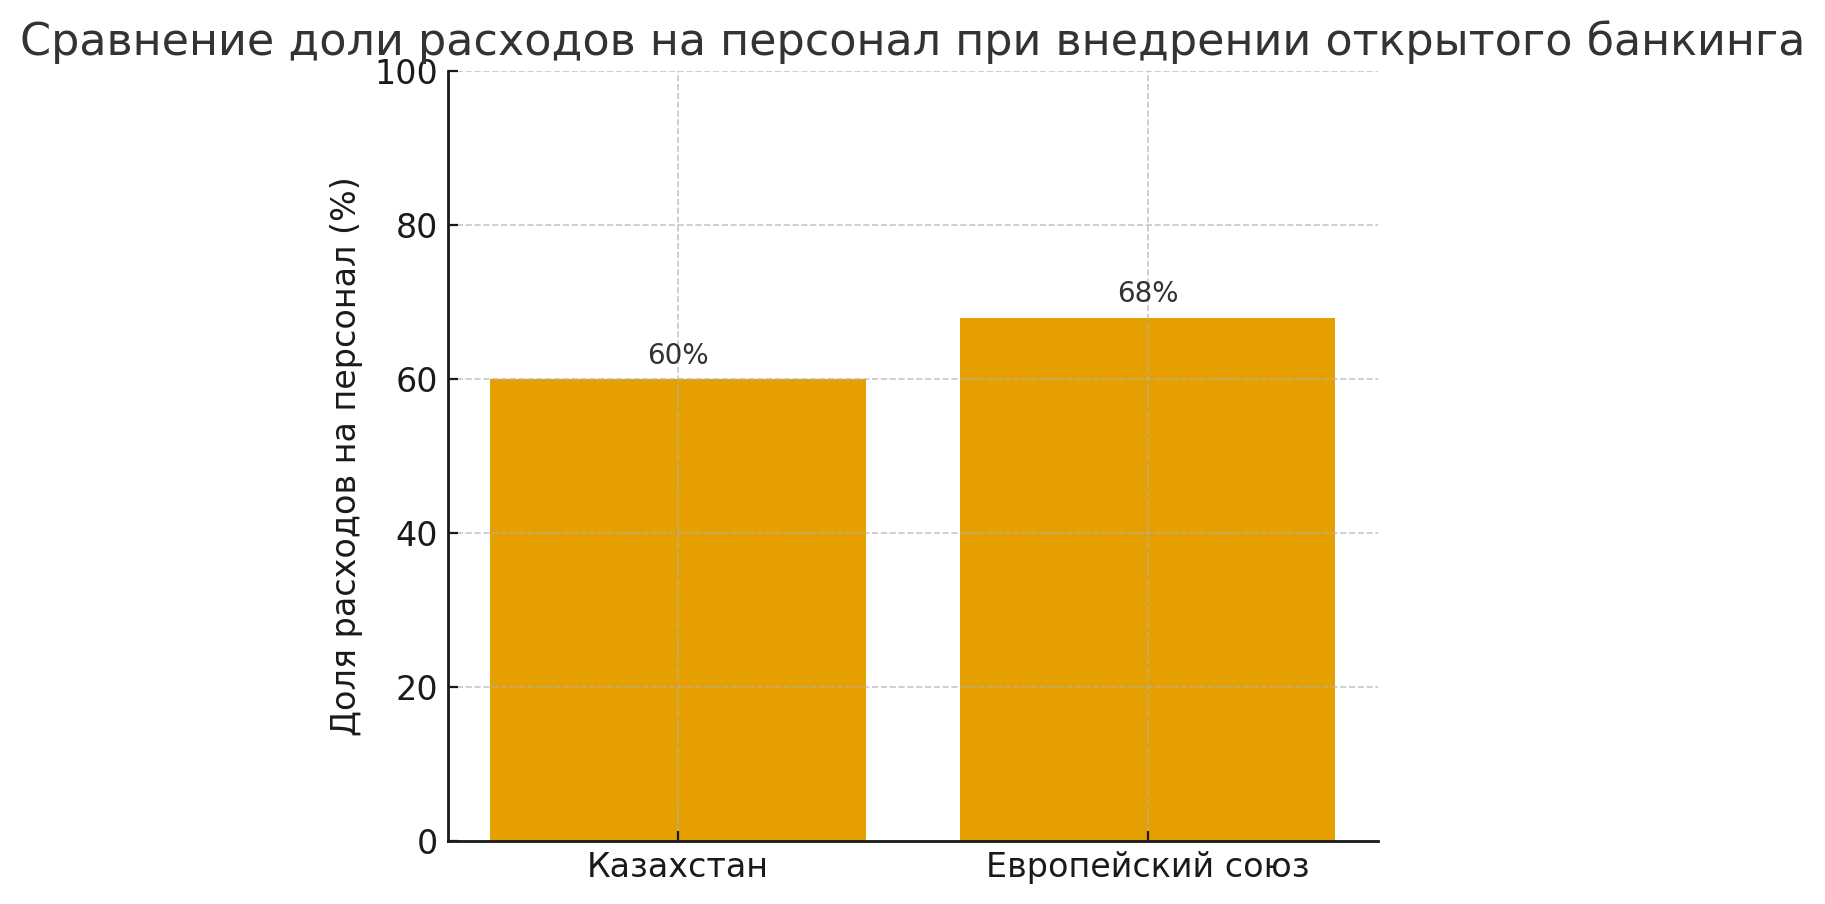 Сравнение доли расходов на персонал при внедрении открытого банкинга
Доля расходов на персонал (%)
100
80
60
40
20
0
60%
68%
Казахстан
Европейский союз